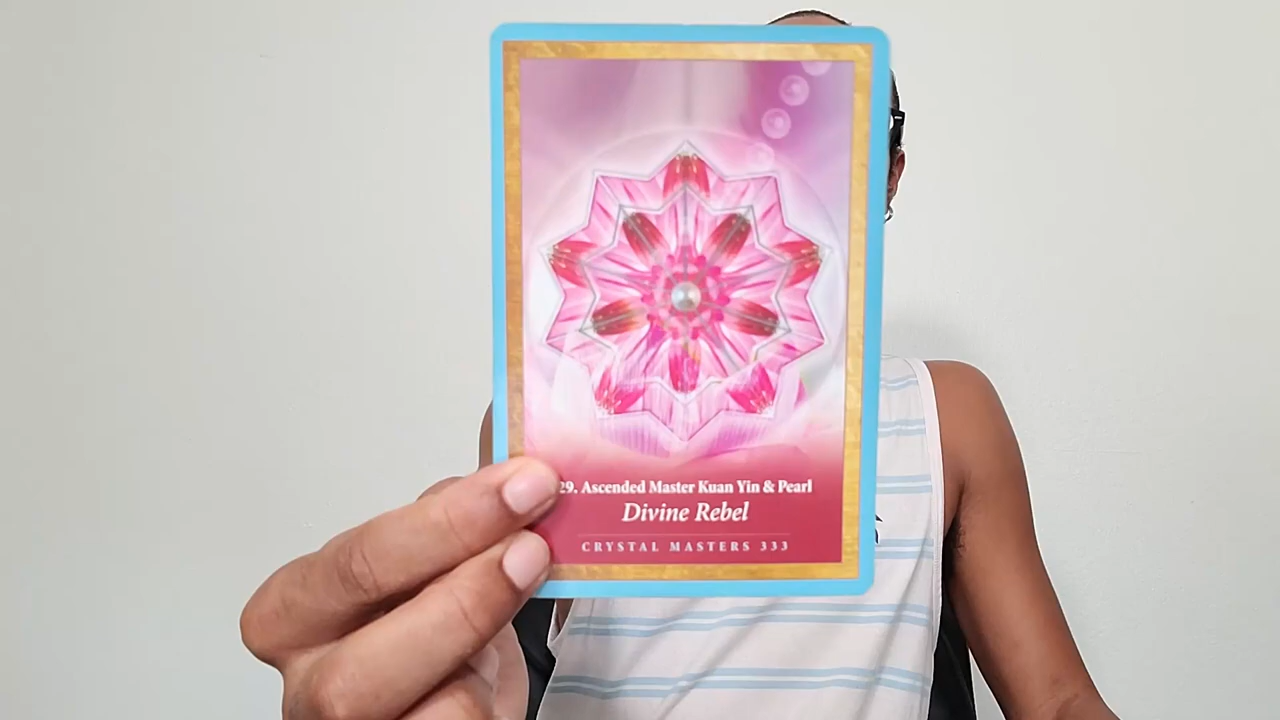 29. Ascended Master Kuan Yin & Pearl
Divine Rebel
CRYSTAL MASTERS 333